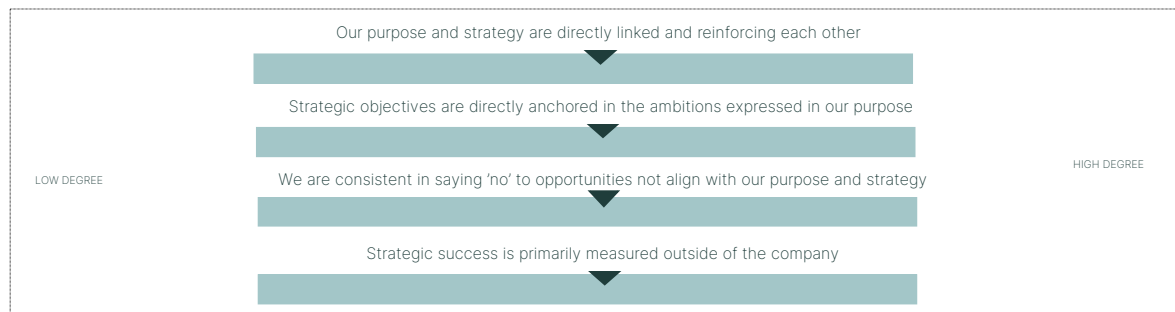 Our purpose and strategy are directly linked and reinforcing each other
Strategic objectives are directly anchored in the ambitions expressed in our purpose
HIGH DEGREE
LOW DEGREE
We are consistent in saying ‘no’ to opportunities not align with our purpose and strategy
Strategic success is primarily measured outside of the company